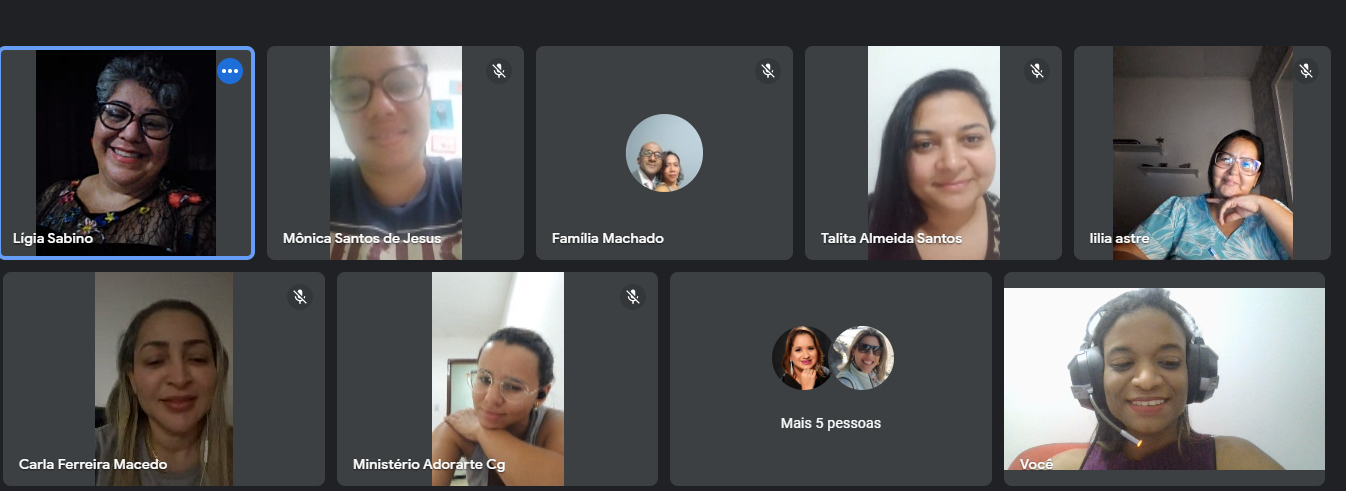 Lígia Sabino
Mônica Santos de Jesus
Família Machado
Talita Almeida Santos
lilia astre
Carla Ferreira Macedo
Ministério Adorarte Cg
Mais 5 pessoas
Você